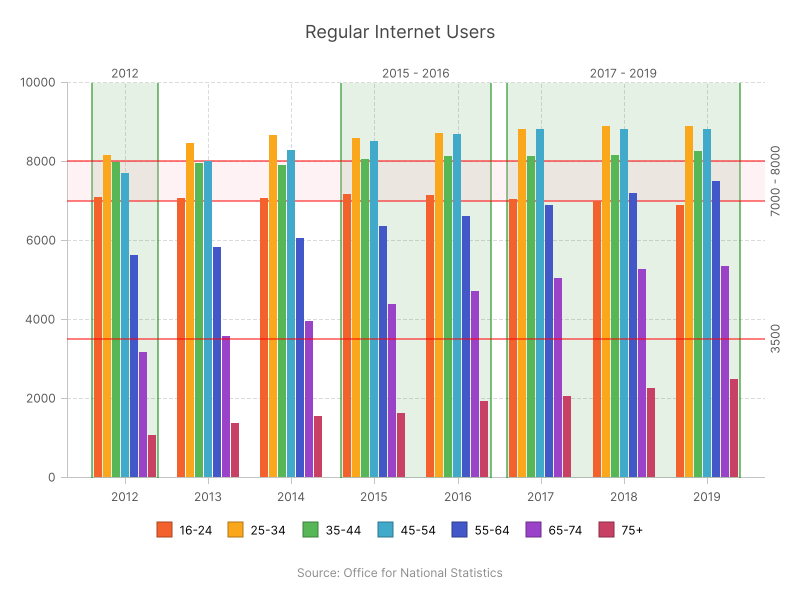 Regular Internet Users
2012 2015 - 2016 2017 - 2019
10000
8000
6000
4000
2000
0
7000 - 8000
3500
2012 2013 2014 2015 2016 2017 2018 2019
16-24 25-34 35-44 45-54 55-64 65-74 75+
Source: Office for National Statistics